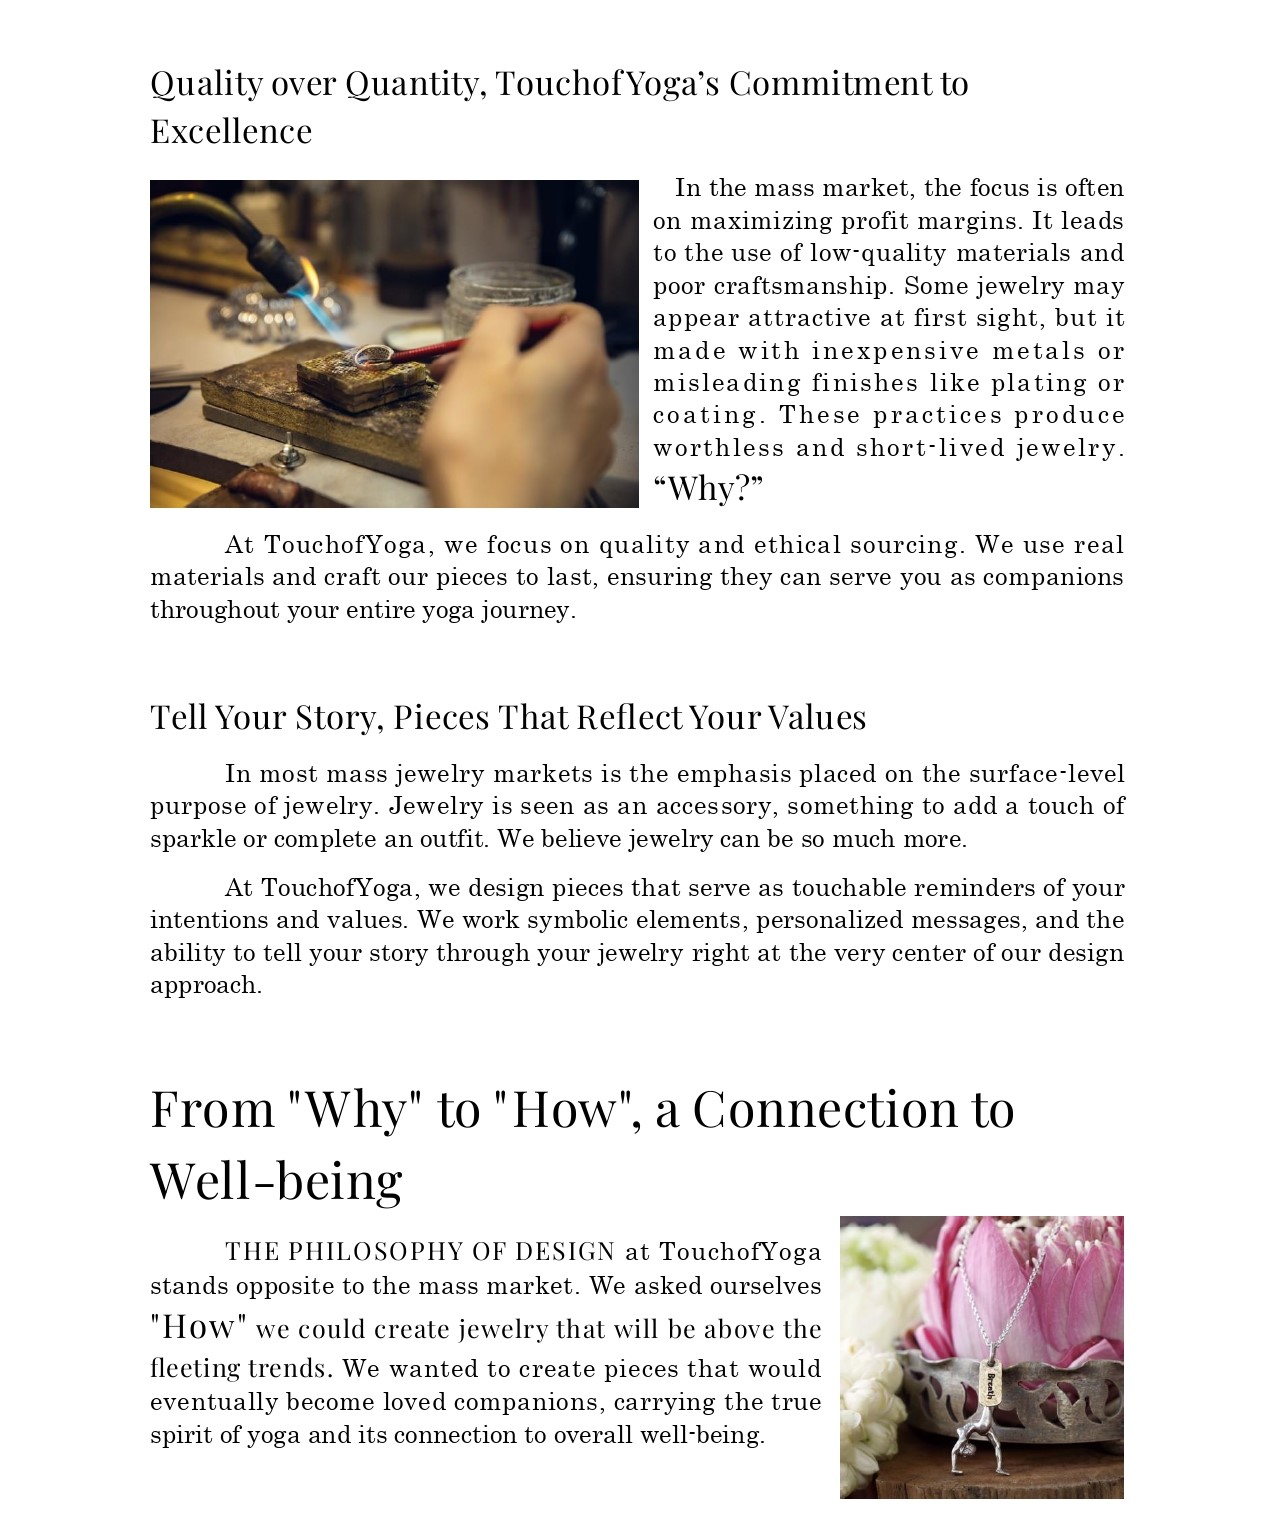 Quality over Quantity, TouchofYoga’s Commitment to
Excellence
In the mass market, the focus is often
on maximizing profit margins. It leads
to the use of low-quality materials and
poor craftsmanship. Some jewelry may
appear attractive at first sight, but it
made with inexpensive metals or
misleading finishes like plating or
coating. These practices produce
worthless and short-lived jewelry.
“Why?”
At TouchofYoga, we focus on quality and ethical sourcing. We use real
materials and craft our pieces to last, ensuring they can serve you as companions
throughout your entire yoga journey.
Tell Your Story, Pieces That Reflect Your Values
In most mass jewelry markets is the emphasis placed on the surface-level
purpose of jewelry. Jewelry is seen as an accessory, something to add a touch of
sparkle or complete an outfit. We believe jewelry can be so much more.
At TouchofYoga, we design pieces that serve as touchable reminders of your
intentions and values. We work symbolic elements, personalized messages, and the
ability to tell your story through your jewelry right at the very center of our design
approach.
From "Why" to "How", a Connection to
Well-being
THE PHILOSOPHY OF DESIGN at TouchofYoga
stands opposite to the mass market. We asked ourselves
"How" we could create jewelry that will be above the
fleeting trends. We wanted to create pieces that would
eventually become loved companions, carrying the true
spirit of yoga and its connection to overall well-being.
Breath